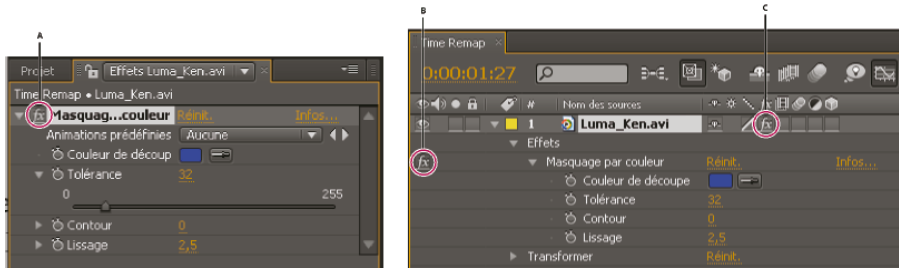 A
Projet
Effets Luma_Ken.avi
Time Remap • Luma_Ken.avi
fx Masquag...couleur Réinit. Infos...
Animations prédéfinies Aucune
Couleur de découp
Tolérance 32
0 255
Contour 0
Lissage 2,5
B
C
Time Remap
0:00:01:27
# Nom des sources
1 Luma_Ken.avi fx
Effets
fx Masquage par couleur Réinit. Infos...
Couleur de découpe
Tolérance 32
Contour 0
Lissage 2,5
Transformer Réinit.